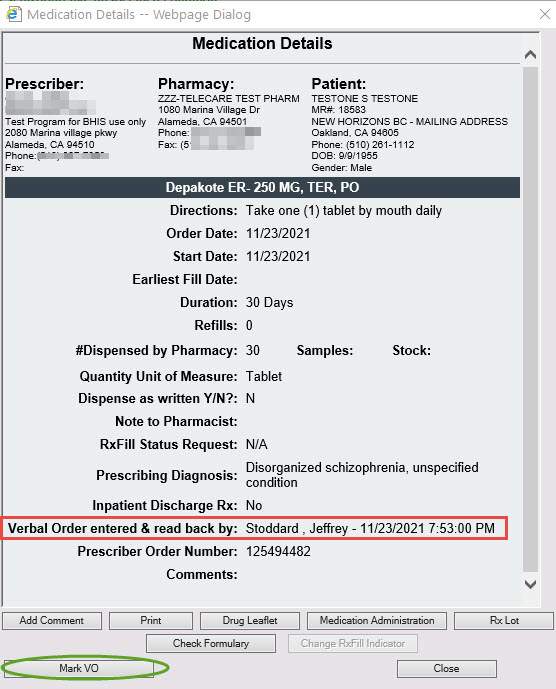 Medication Details -- Webpage Dialog
Medication Details
Prescriber:
Test Program for BHIS use only
2080 Marina village pkwy
Alameda, CA 94510
Phone:
Fax:
Pharmacy:
ZZZ-TELECARE TEST PHARM
1080 Marina Village Dr
Alameda, CA 94501
Phone:
Fax: (5
Patient:
TESTONE S TESTONE
MR#: 18583
NEW HORIZONS BC - MAILING ADDRESS
Oakland, CA 94605
Phone: (510) 261-1112
DOB: 9/9/1955
Gender: Male
Depakote ER- 250 MG, TER, PO
Directions: Take one (1) tablet by mouth daily
Order Date: 11/23/2021
Start Date: 11/23/2021
Earliest Fill Date:
Duration: 30 Days
Refills: 0
#Dispensed by Pharmacy: 30 Samples: Stock:
Quantity Unit of Measure: Tablet
Dispense as written Y/N?: N
Note to Pharmacist:
RxFill Status Request: N/A
Prescribing Diagnosis: Disorganized schizophrenia, unspecified
condition
Inpatient Discharge Rx: No
Verbal Order entered & read back by: Stoddard , Jeffrey - 11/23/2021 7:53:00 PM
Prescriber Order Number: 125494482
Comments:
Add Comment Print Drug Leaflet Medication Administration Rx Lot
Check Formulary Change RxFill Indicator
Mark VO Close